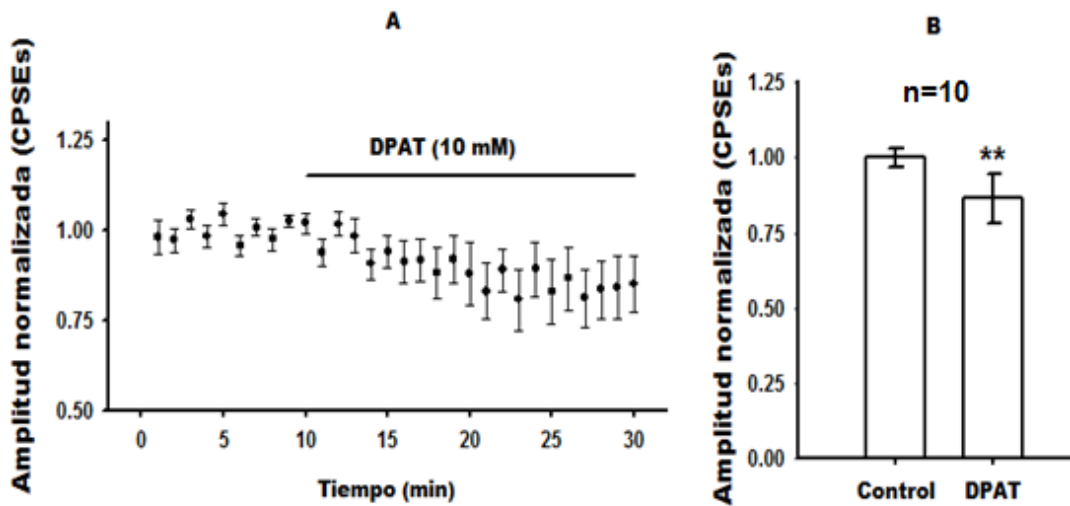 A
Amplitud normalizada (CPSEs)
1.25
1.00
0.75
0.50
DPAT (10 mM)
0 5 10 15 20 25 30
Tiempo (min)
B
Amplitud normalizada (CPSEs)
1.25
1.00
0.75
0.50
0.25
0.00
n=10
**
Control DPAT